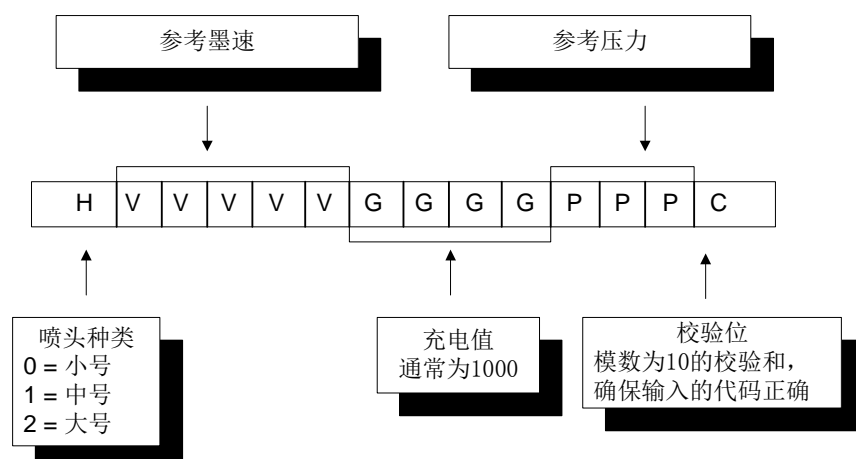 参考墨速
参考压力
H V V V V V G G G G P P P C
喷头种类
0 = 小号
1 = 中号
2 = 大号
充电值
通常为1000
校验位
模数为10的校验和，
确保输入的代码正确